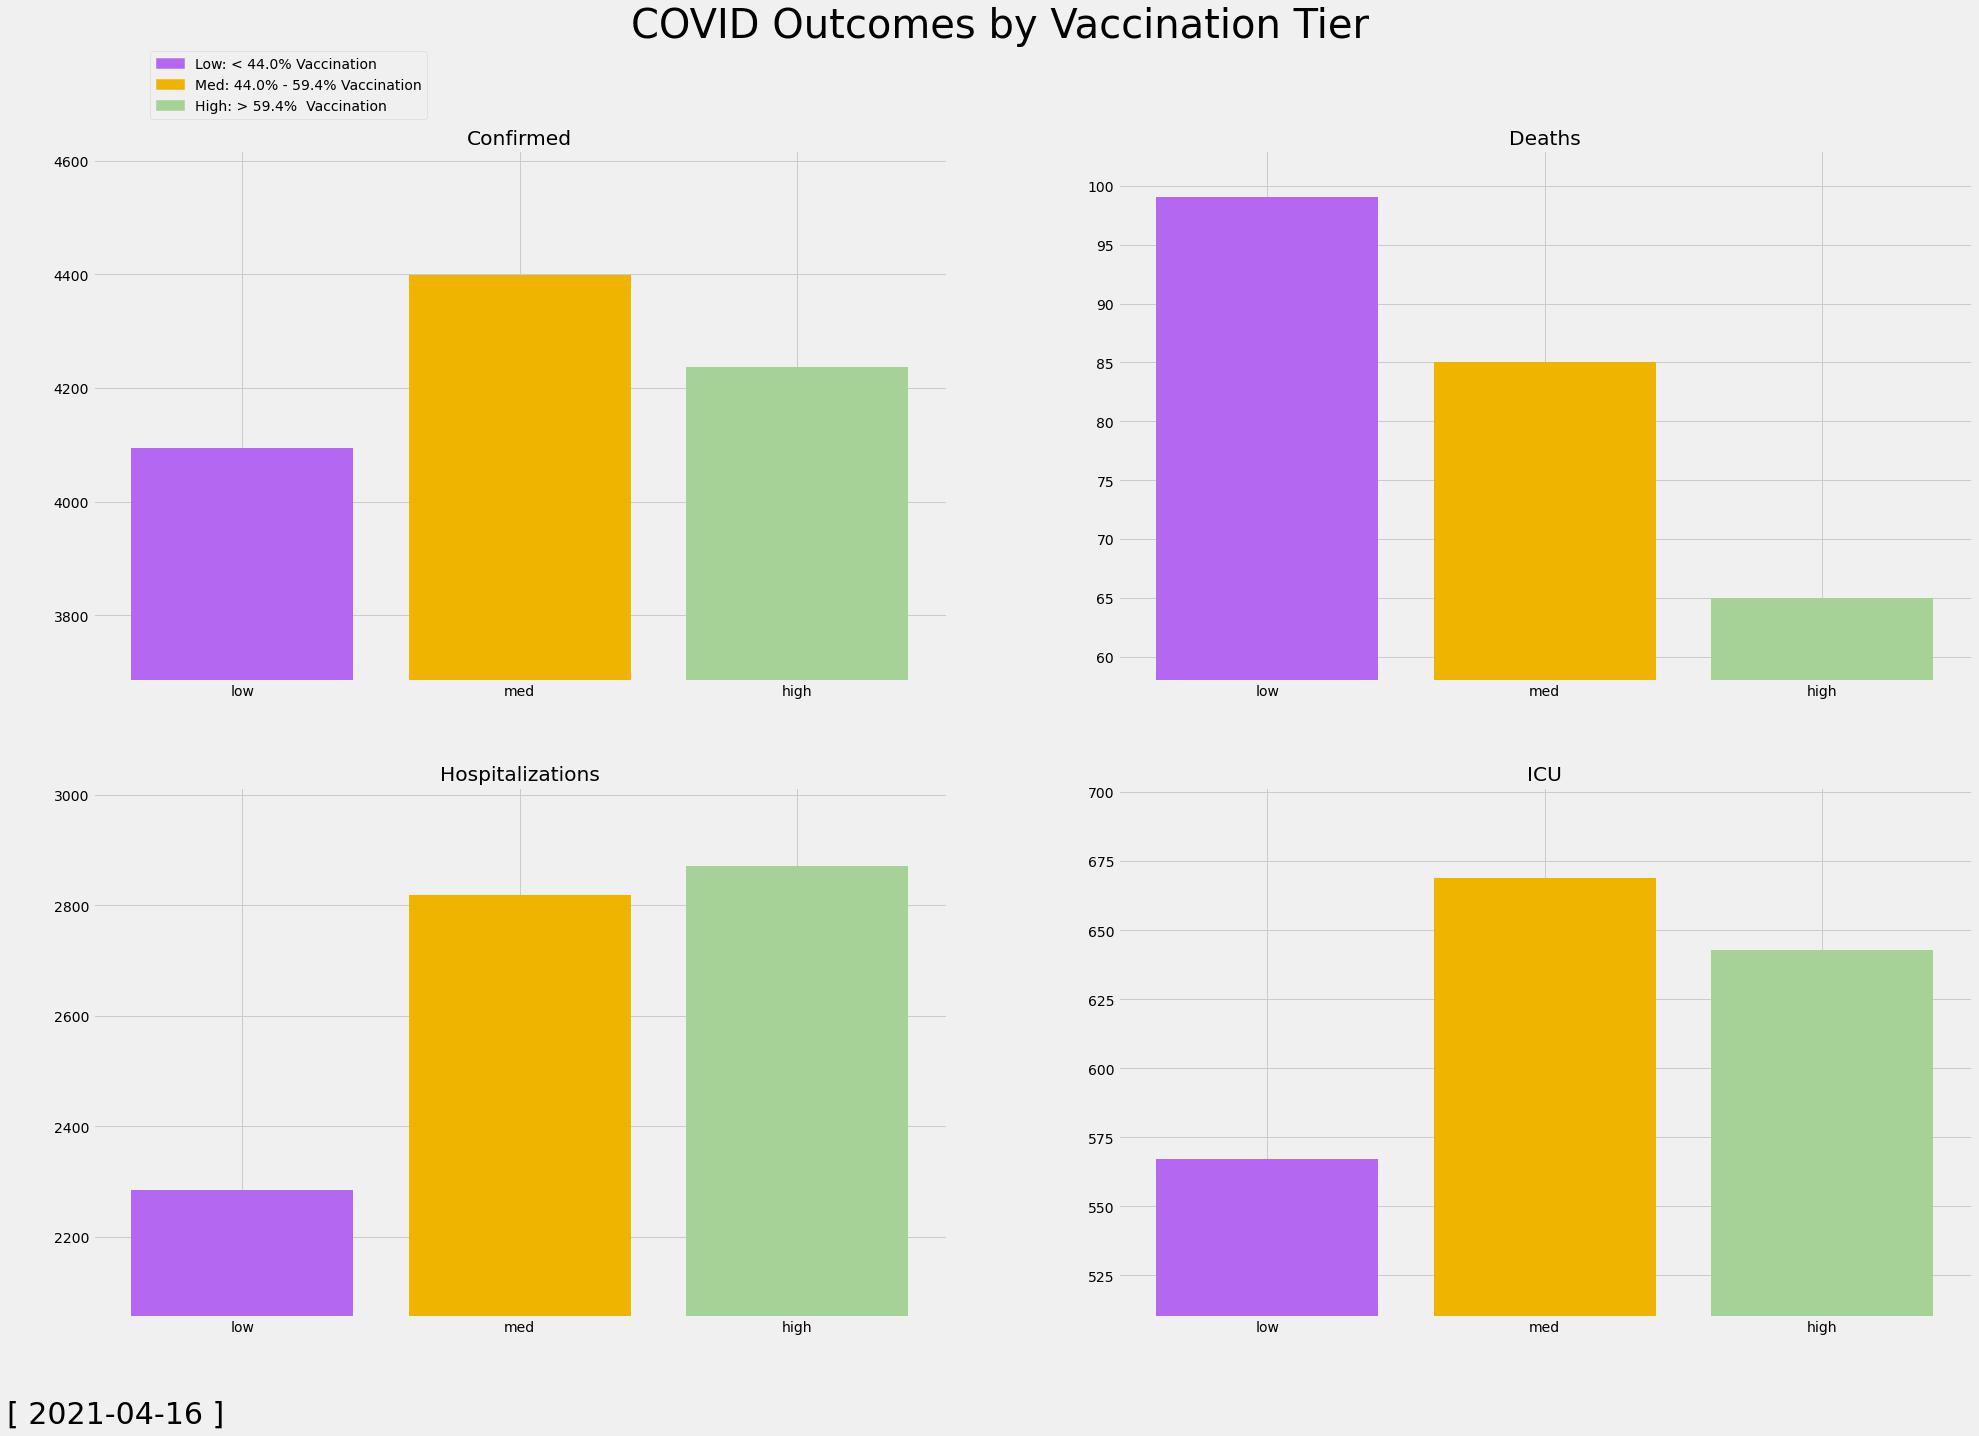 COVID Outcomes by Vaccination Tier
Low: < 44.0% Vaccination
Med: 44.0% - 59.4% Vaccination
High: > 59.4%  Vaccination
Confirmed
4600
4400
4200
4000
3800
low med high
Deaths
100
95
90
85
80
75
70
65
60
low med high
Hospitalizations
3000
2800
2600
2400
2200
low med high
ICU
700
675
650
625
600
575
550
525
low med high
[ 2021-04-16 ]